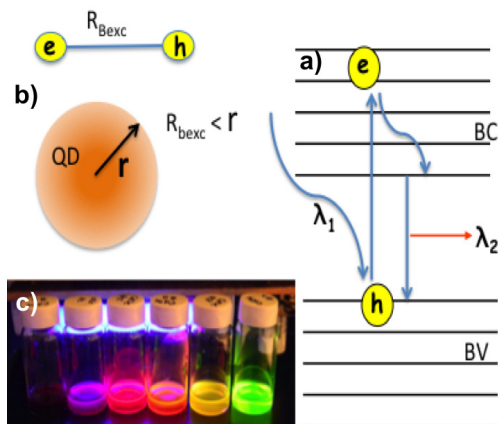 R_Bexc
e h
b)
QD
r
R_bexc < r
a)
e
BC
λ₁
λ₂
h
BV
c)